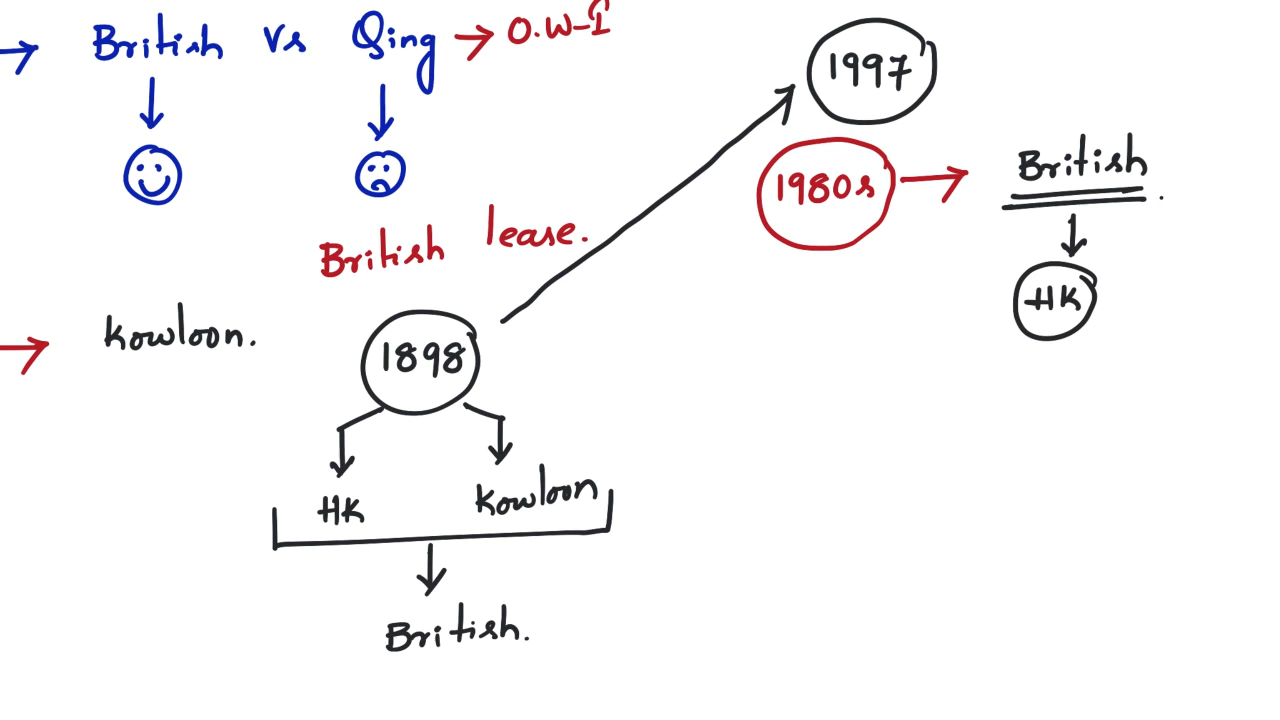 British Vs Qing → O.W-I
1997
1980s → British
British lease.
HK
Kowloon.
1898
HK Kowloon
British.